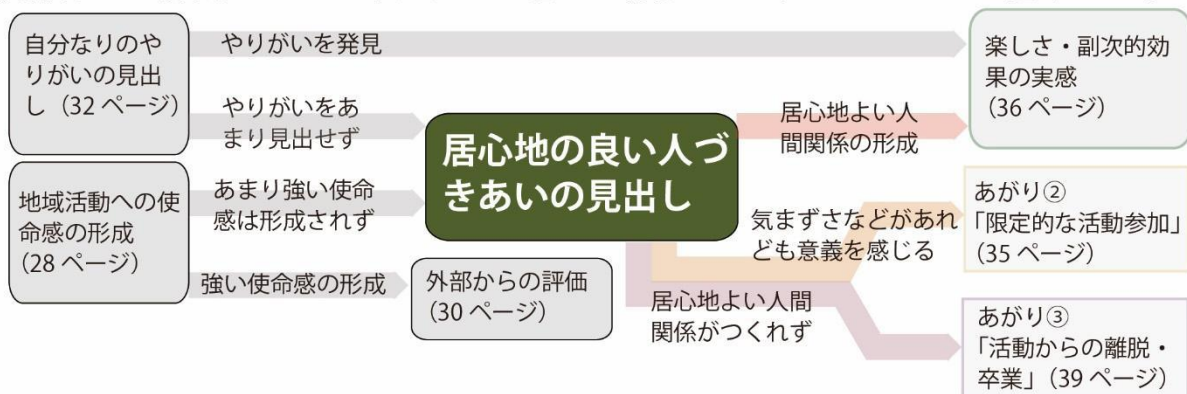 自分なりのや
りがいの見出
し（32 ページ）
やりがいを発見
楽しさ・副次的効
果の実感
（36 ページ）
やりがいをあ
まり見出せず
居心地の良い人づ
きあいの見出し
居心地よい人
間関係の形成
地域活動への使
命感の形成
（28 ページ）
あまり強い使命
感は形成されず
気まずさなどがあれ
ども意義を感じる
あがり②
「限定的な活動参加」
（35 ページ）
強い使命感の形成
外部からの評価
（30 ページ）
居心地よい人間
関係がつくれず
あがり③
「活動からの離脱・
卒業」（39 ページ）